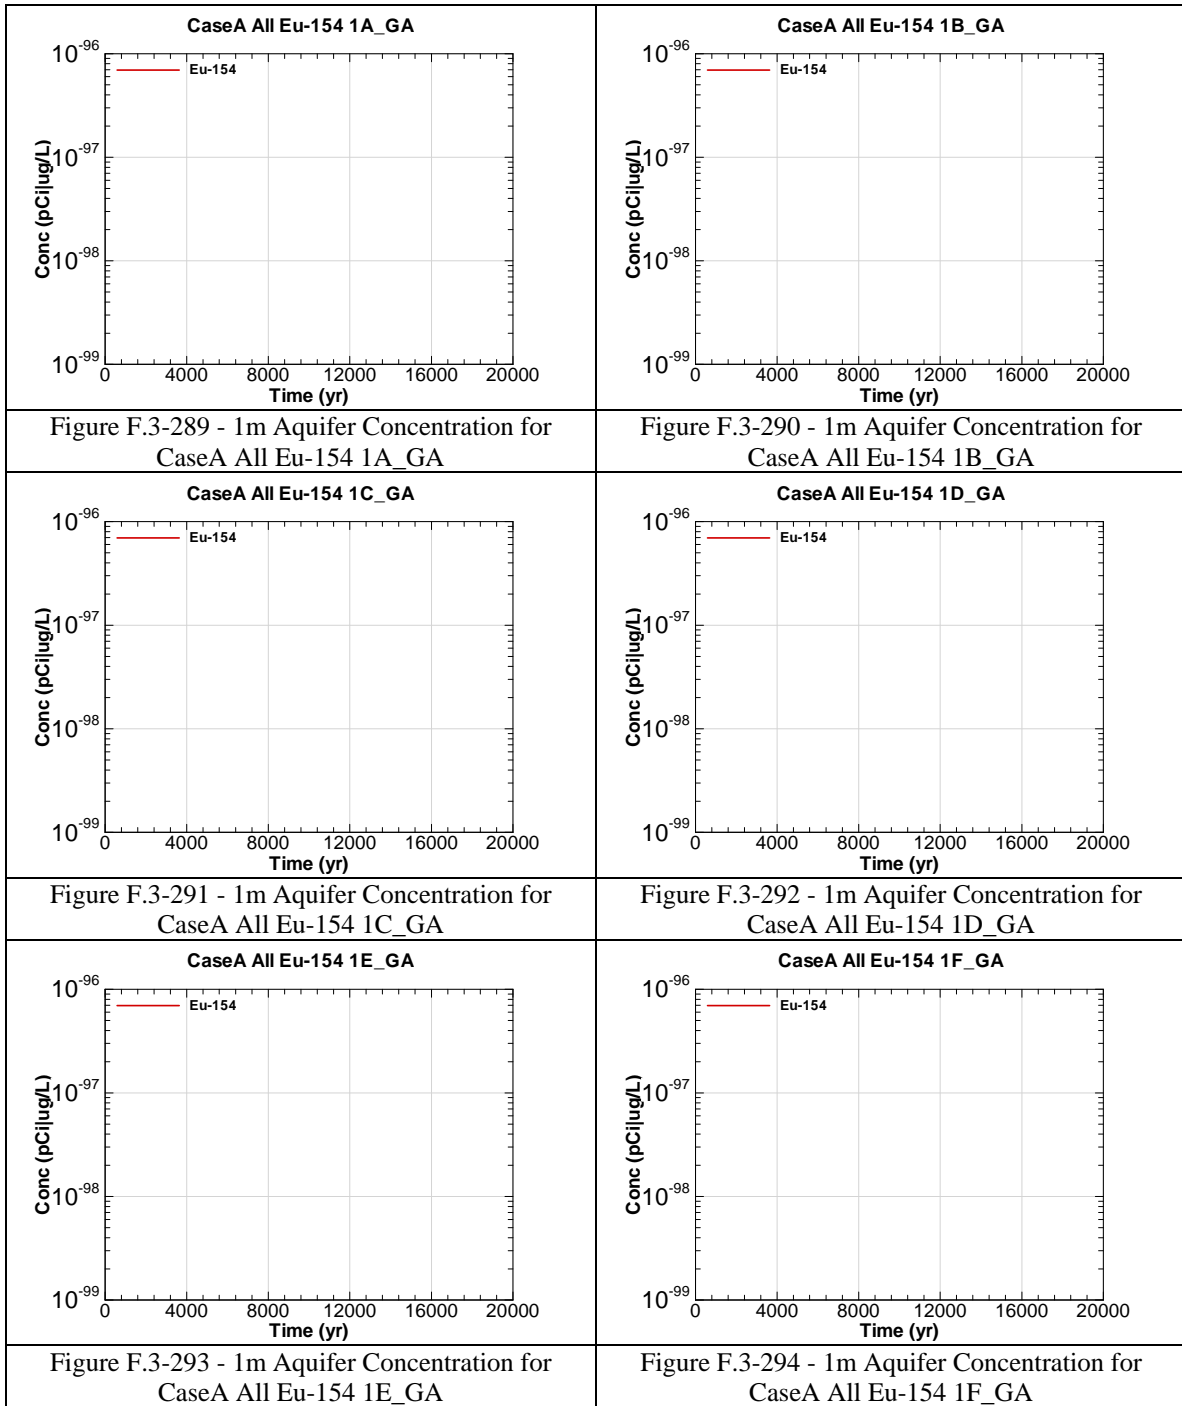 CaseA All Eu-154 1A_GA
10-96
Eu-154
10-97
Conc (pCi|ug/L)
10-98
10-99
0 4000 8000 12000 16000 20000
Time (yr)
Figure F.3-289 - 1m Aquifer Concentration for
CaseA All Eu-154 1A_GA
CaseA All Eu-154 1B_GA
10-96
Eu-154
10-97
Conc (pCi|ug/L)
10-98
10-99
0 4000 8000 12000 16000 20000
Time (yr)
Figure F.3-290 - 1m Aquifer Concentration for
CaseA All Eu-154 1B_GA
CaseA All Eu-154 1C_GA
10-96
Eu-154
10-97
Conc (pCi|ug/L)
10-98
10-99
0 4000 8000 12000 16000 20000
Time (yr)
Figure F.3-291 - 1m Aquifer Concentration for
CaseA All Eu-154 1C_GA
CaseA All Eu-154 1D_GA
10-96
Eu-154
10-97
Conc (pCi|ug/L)
10-98
10-99
0 4000 8000 12000 16000 20000
Time (yr)
Figure F.3-292 - 1m Aquifer Concentration for
CaseA All Eu-154 1D_GA
CaseA All Eu-154 1E_GA
10-96
Eu-154
10-97
Conc (pCi|ug/L)
10-98
10-99
0 4000 8000 12000 16000 20000
Time (yr)
Figure F.3-293 - 1m Aquifer Concentration for
CaseA All Eu-154 1E_GA
CaseA All Eu-154 1F_GA
10-96
Eu-154
10-97
Conc (pCi|ug/L)
10-98
10-99
0 4000 8000 12000 16000 20000
Time (yr)
Figure F.3-294 - 1m Aquifer Concentration for
CaseA All Eu-154 1F_GA